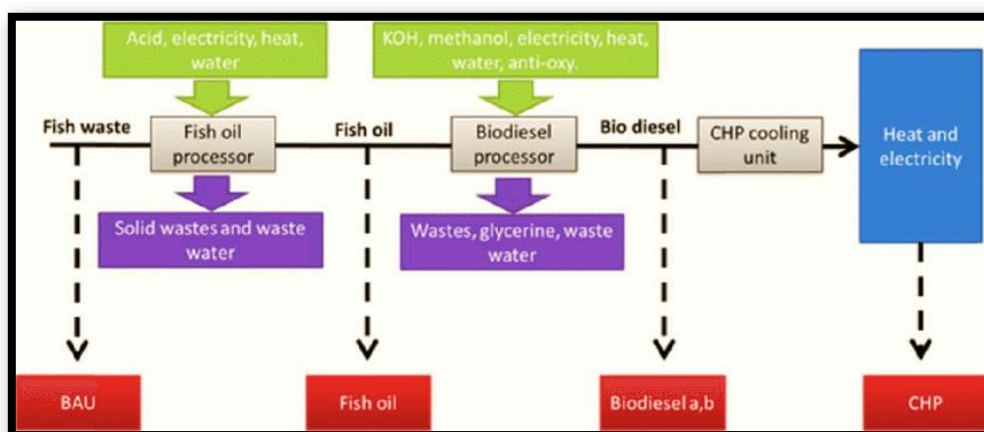 Acid, electricity, heat,
water
KOH, methanol, electricity, heat,
water, anti-oxy.
Fish waste
Fish oil
processor
Fish oil
Biodiesel
processor
Bio diesel
CHP cooling
unit
Heat and
electricity
Solid wastes and waste
water
Wastes, glycerine, waste
water
BAU
Fish oil
Biodiesel a,b
CHP